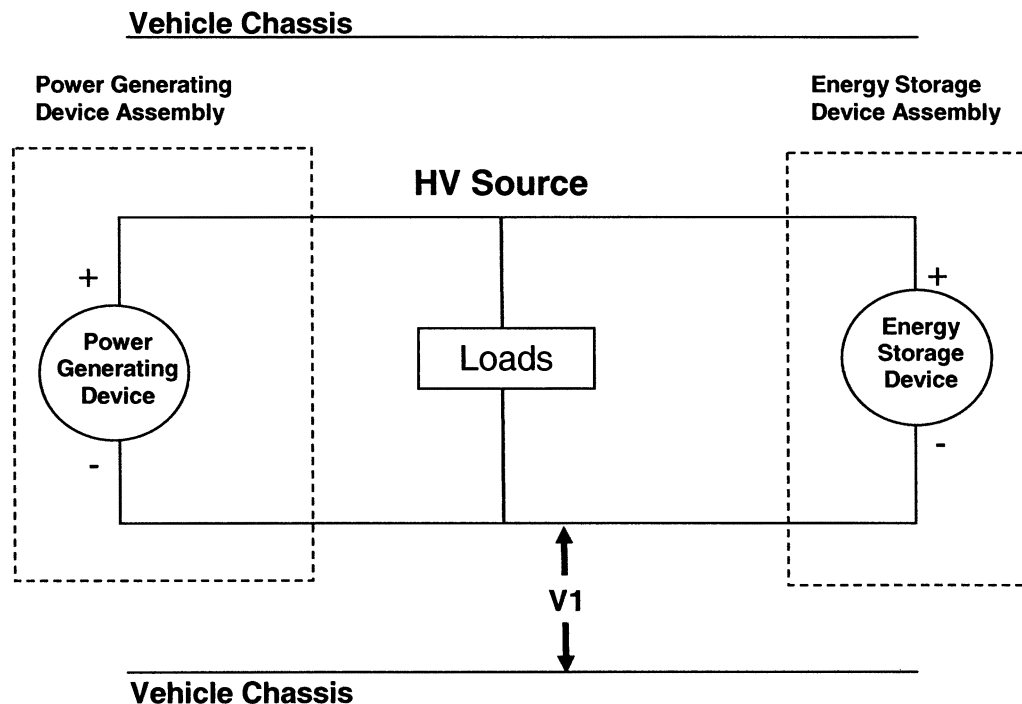 Vehicle Chassis
Power Generating
Device Assembly
Energy Storage
Device Assembly
HV Source
+
+
Power
Generating
Device
Loads
Energy
Storage
Device
-
-
V1
Vehicle Chassis